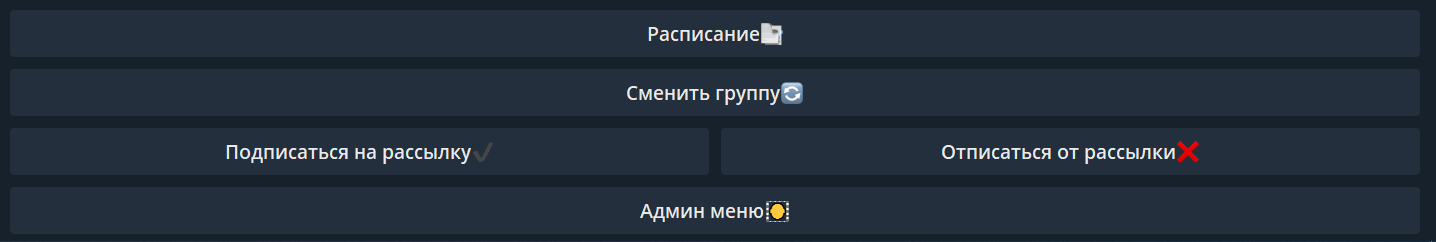 Расписание
Сменить группу
Подписаться на рассылку✔ Отписаться от рассылки❌
Админ меню